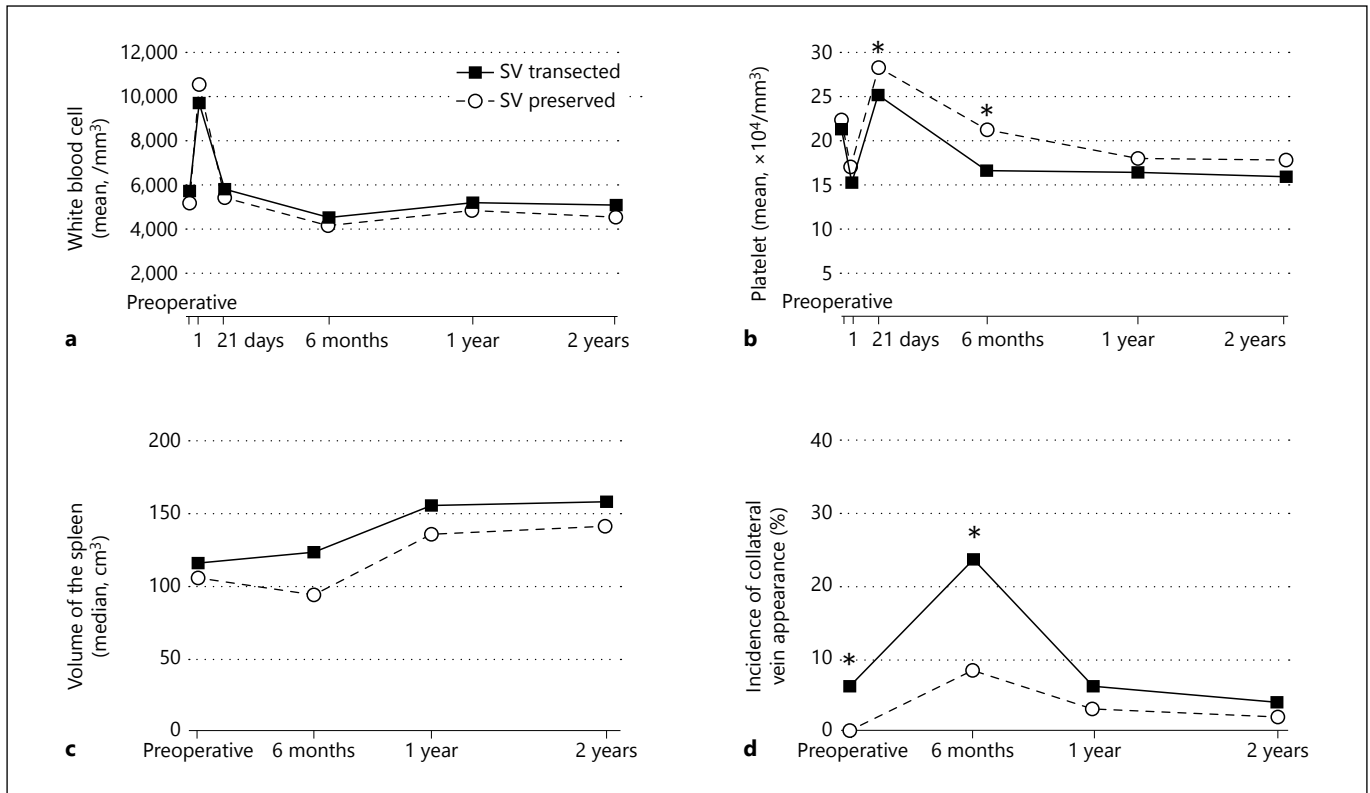 12,000
10,000
8,000
6,000
4,000
2,000
White blood cell
(mean, /mm³)
SV transected
SV preserved
Preoperative
1 21 days 6 months 1 year 2 years
a
30
25
20
15
10
5
Platelet (mean, ×10⁴/mm³)
*
*
Preoperative
1 21 days 6 months 1 year 2 years
b
200
150
100
50
0
Volume of the spleen
(median, cm³)
Preoperative 6 months 1 year 2 years
c
40
30
20
10
0
Incidence of collateral
vein appearance (%)
*
*
Preoperative 6 months 1 year 2 years
d